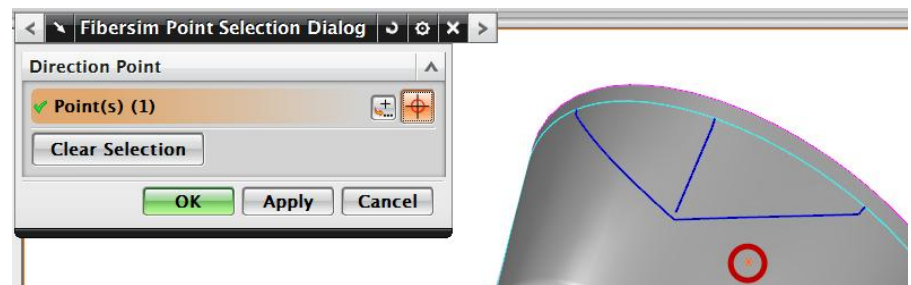 Fibersim Point Selection Dialog
Direction Point
Point(s) (1)
Clear Selection
OK Apply Cancel